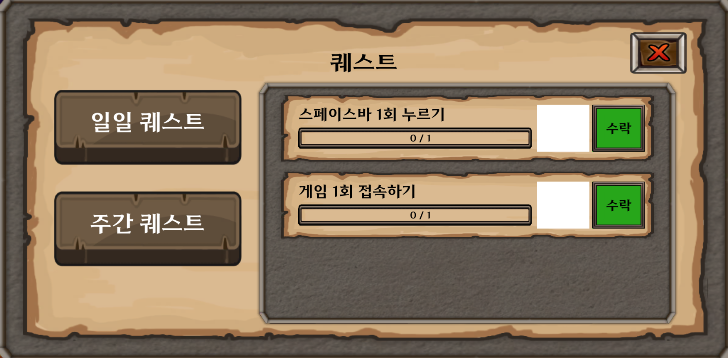 퀘스트
일일 퀘스트
주간 퀘스트
스페이스바 1회 누르기
0 / 1
수락
게임 1회 접속하기
0 / 1
수락